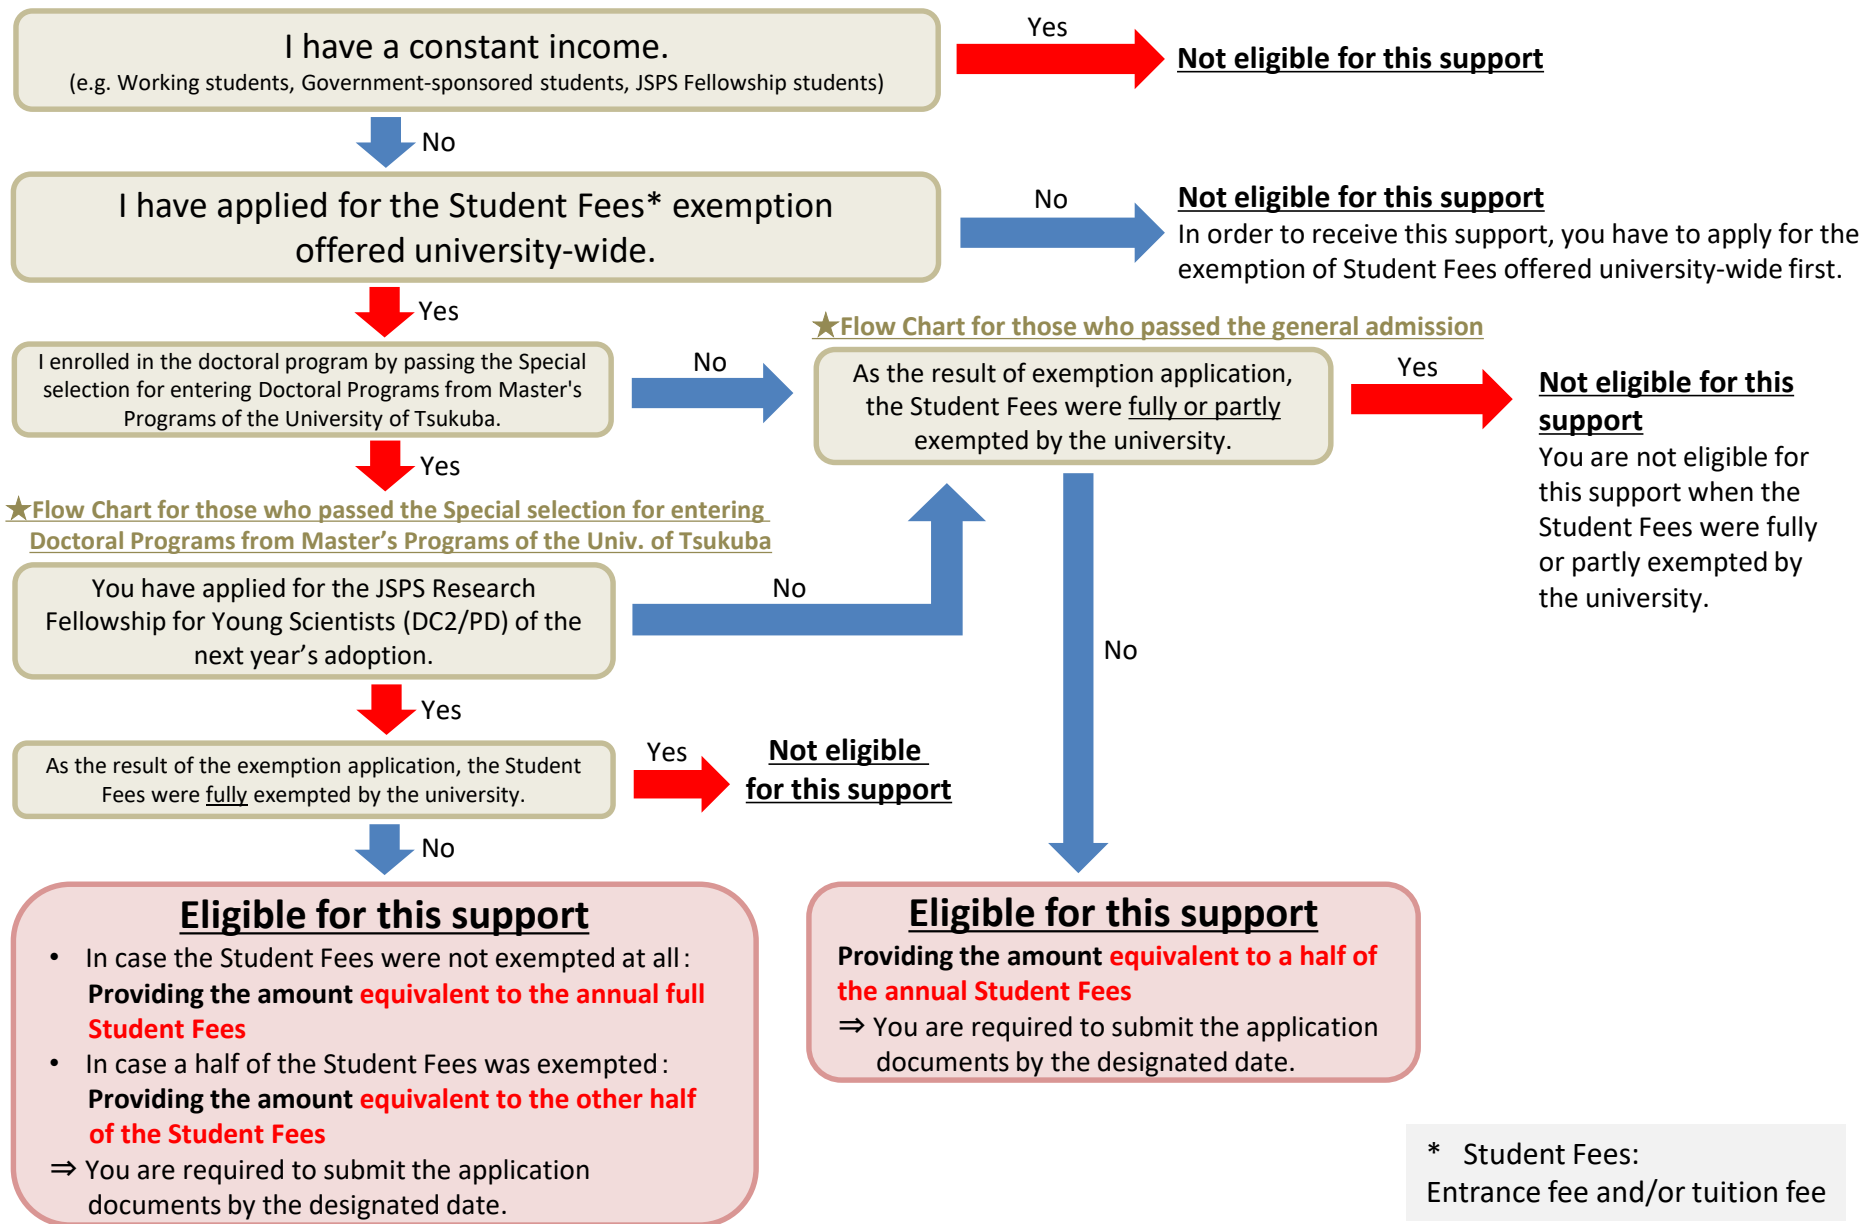 I have a constant income.
(e.g. Working students, Government-sponsored students, JSPS Fellowship students)
Yes
Not eligible for this support
No
I have applied for the Student Fees* exemption
offered university-wide.
No
Not eligible for this support
In order to receive this support, you have to apply for the
exemption of Student Fees offered university-wide first.
Yes
I enrolled in the doctoral program by passing the Special
selection for entering Doctoral Programs from Master's
Programs of the University of Tsukuba.
No
★Flow Chart for those who passed the general admission
As the result of exemption application,
the Student Fees were fully or partly
exempted by the university.
Yes
Not eligible for this
support
You are not eligible for
this support when the
Student Fees were fully
or partly exempted by
the university.
Yes
★Flow Chart for those who passed the Special selection for entering
Doctoral Programs from Master’s Programs of the Univ. of Tsukuba
You have applied for the JSPS Research
Fellowship for Young Scientists (DC2/PD) of the
next year’s adoption.
No
No
Yes
As the result of the exemption application, the Student
Fees were fully exempted by the university.
Yes
Not eligible
for this support
No
Eligible for this support
• In case the Student Fees were not exempted at all:
Providing the amount equivalent to the annual full
Student Fees
• In case a half of the Student Fees was exempted:
Providing the amount equivalent to the other half
of the Student Fees
⇒ You are required to submit the application
documents by the designated date.
Eligible for this support
Providing the amount equivalent to a half of
the annual Student Fees
⇒ You are required to submit the application
documents by the designated date.
* Student Fees:
Entrance fee and/or tuition fee